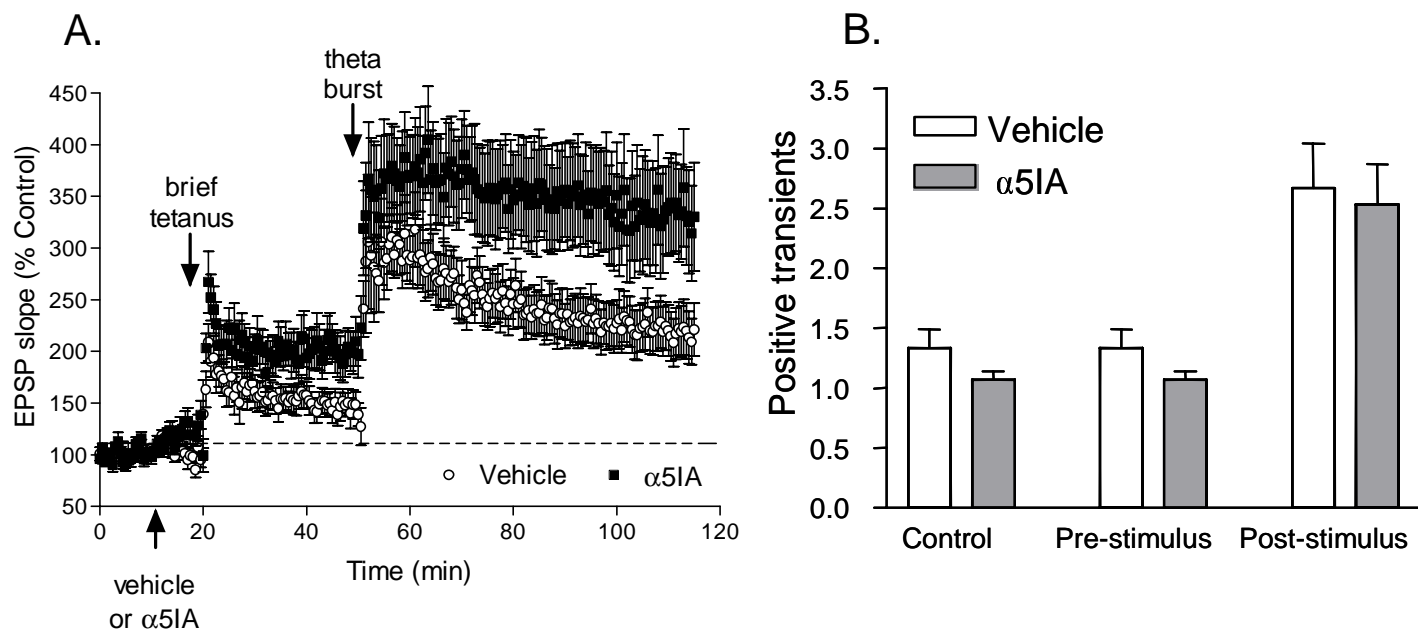 A.
theta
burst
brief
tetanus
EPSP slope (% Control)
450
400
350
300
250
200
150
100
50
Vehicle
α5IA
0
20
40
60
80
100
120
Time (min)
vehicle
or α5IA
B.
Positive transients
3.5
3.0
2.5
2.0
1.5
1.0
0.5
0.0
Vehicle
α5IA
Control
Pre-stimulus
Post-stimulus